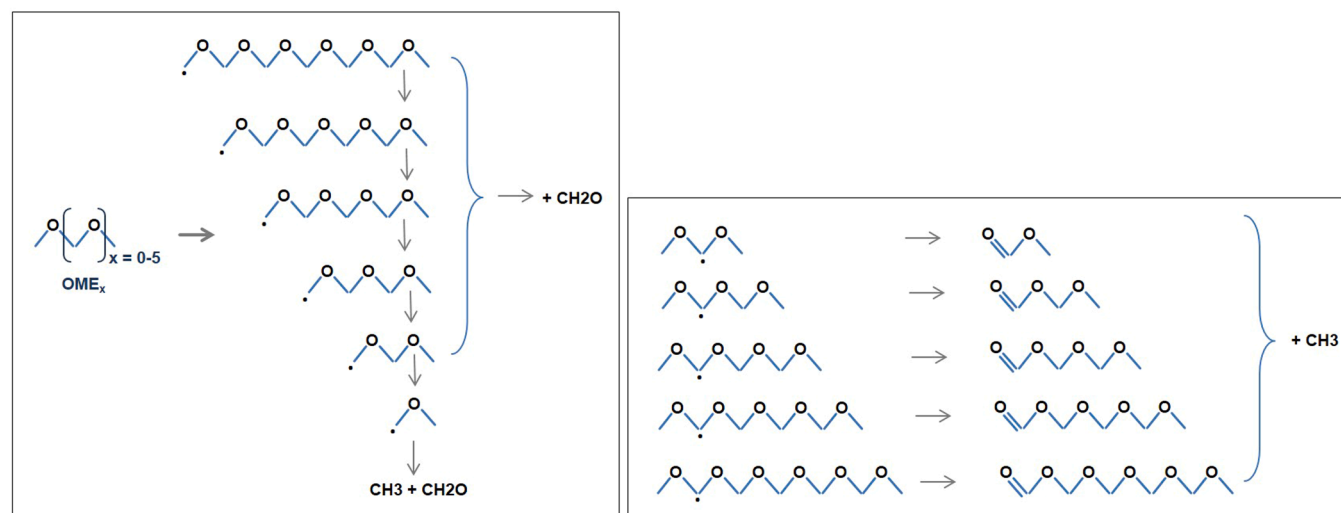 O O O O O O
O O O O O
O O O O
+ CH2O
O O
x = 0-5
OMEₓ
O O O
O O
O
CH3 + CH2O
O O O O
O O O O O O
O O O O O O O O
+ CH3
O O O O O O O O O O
O O O O O O O O O O O O